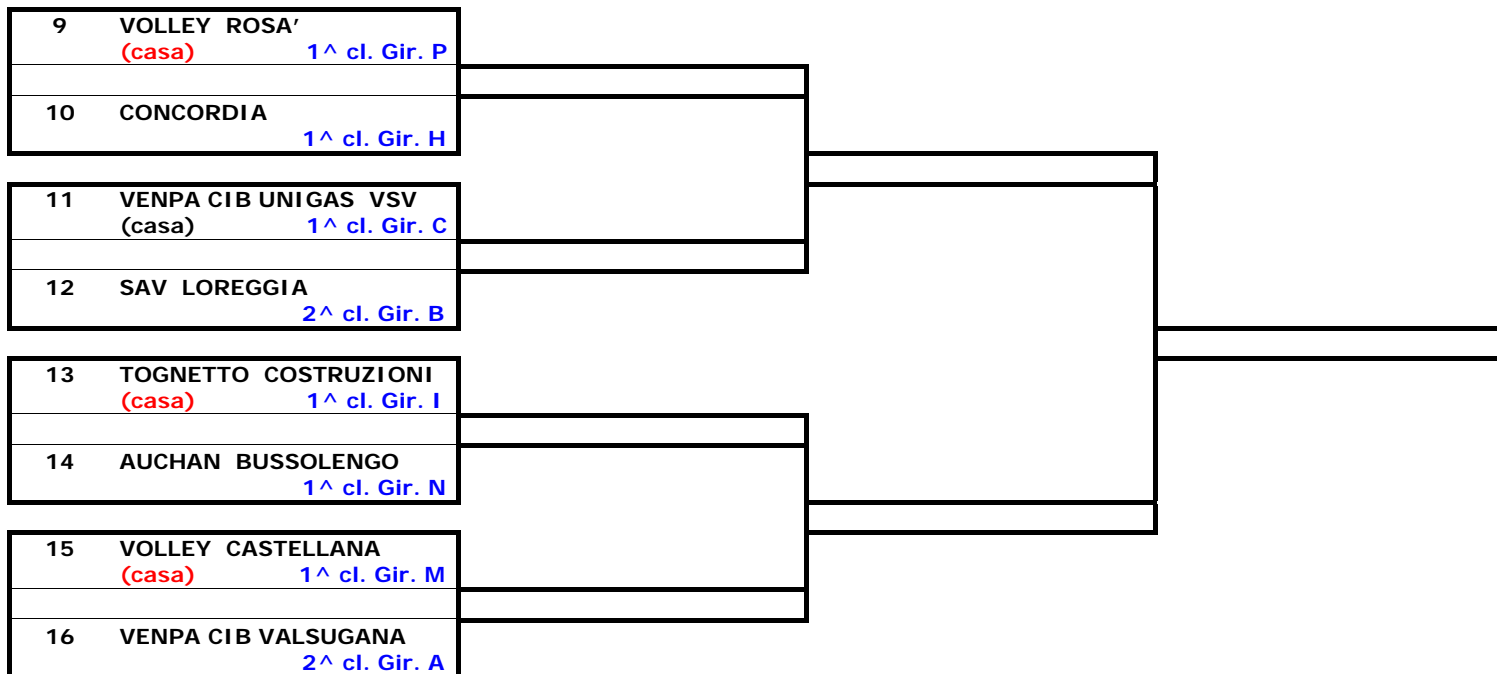 9 VOLLEY ROSA'
(casa) 1^ cl. Gir. P
10 CONCORDIA
1^ cl. Gir. H
11 VENPA CIB UNIGAS VSV
(casa) 1^ cl. Gir. C
12 SAV LOREGGIA
2^ cl. Gir. B
13 TOGNETTO COSTRUZIONI
(casa) 1^ cl. Gir. I
14 AUCHAN BUSSOLENGO
1^ cl. Gir. N
15 VOLLEY CASTELLANA
(casa) 1^ cl. Gir. M
16 VENPA CIB VALSUGANA
2^ cl. Gir. A